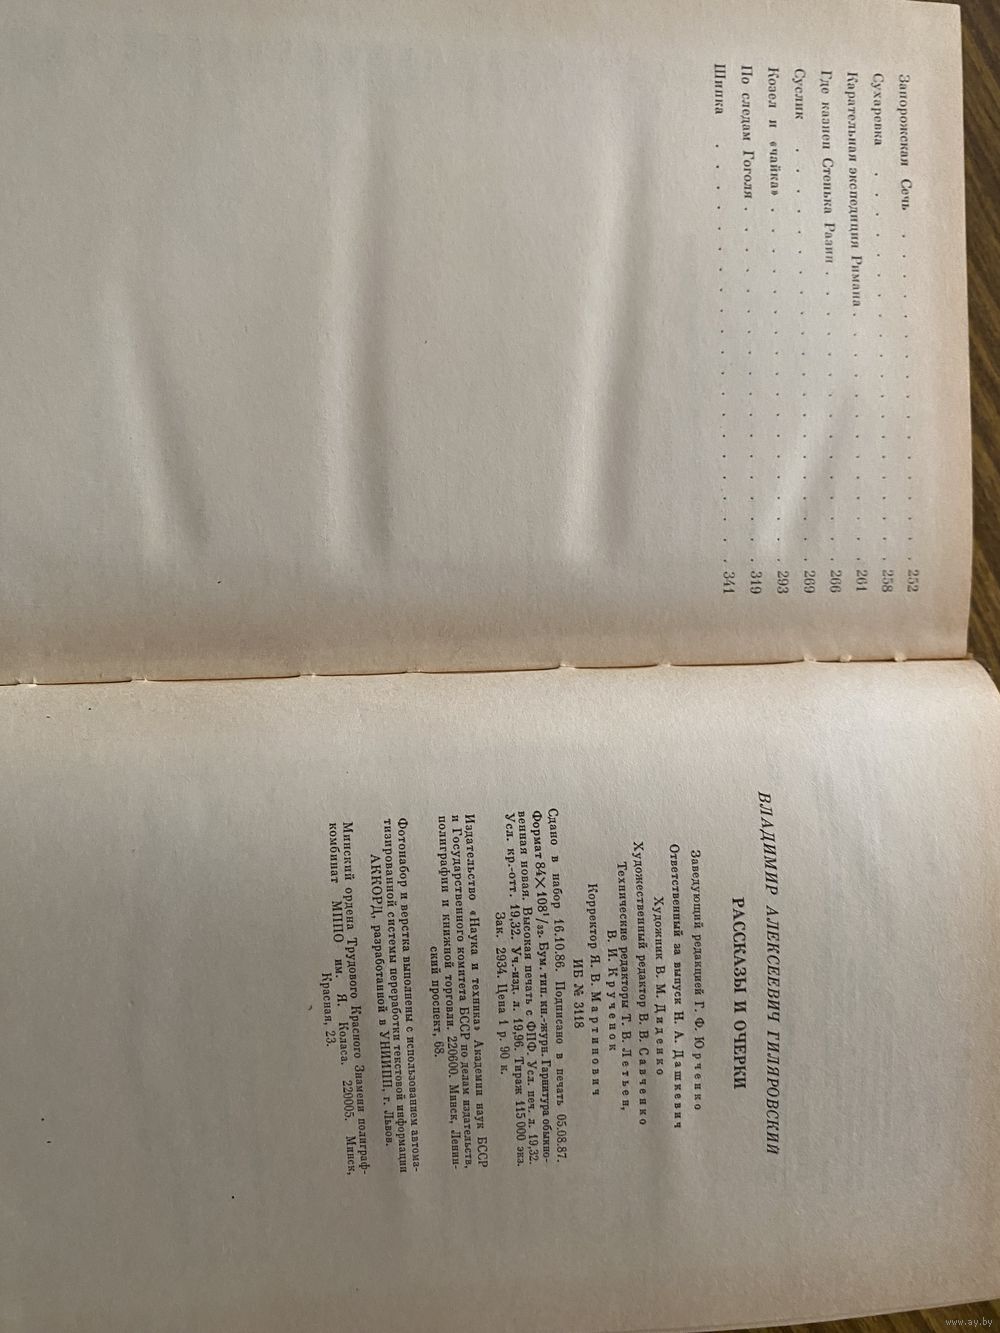 Запорожская Сечь . . . . . . . . . . . . . 252
Сухаревка . . . . . . . . . . . . . . . . 258
Карательная экспедиция Римана . . . . . . . . . . 261
Где казнен Стенька Разин . . . . . . . . . . . 266
Суслик . . . . . . . . . . . . . . . . . 269
Козел и «чайка» . . . . . . . . . . . . . . 293
По следам Гоголя . . . . . . . . . . . . . . 319
Шипка . . . . . . . . . . . . . . . . . 341
ВЛАДИМИР АЛЕКСЕЕВИЧ ГИЛЯРОВСКИЙ
РАССКАЗЫ И ОЧЕРКИ
Заведующий редакцией Г. Ф. Юрченко
Ответственный за выпуск Н. А. Дашкевич
Художник В. М. Диденко
Художественный редактор В. В. Савченко
Технические редакторы Т. В. Летьен,
В. И. Крученок
Корректор Я. В. Мартинович
ИБ № 3118
Сдано в набор 16.10.86. Подписано в печать 05.08.87.
Формат 84×108¹/₃₂. Бум. тип. кн.-журн. Гарнитура обыкно-
венная новая. Высокая печать с ФПФ. Усл. печ. л. 19,32.
Усл. кр.-отт. 19,32. Уч.-изд. л. 19,96. Тираж 115 000 экз.
Зак. 2934. Цена 1 р. 90 к.
Издательство «Наука и техника» Академии наук БССР
и Государственного комитета БССР по делам издательств,
полиграфии и книжной торговли. 220600. Минск, Ленин-
ский проспект, 68.
Фотонабор и верстка выполнены с использованием автома-
тизированной системы переработки текстовой информации
АККОРД, разработанной в УНИИПП, г. Львов.
Минский ордена Трудового Красного Знамени полиграф-
комбинат МППО им. Я. Коласа. 220005. Минск,
Красная, 23.
www.ay.by